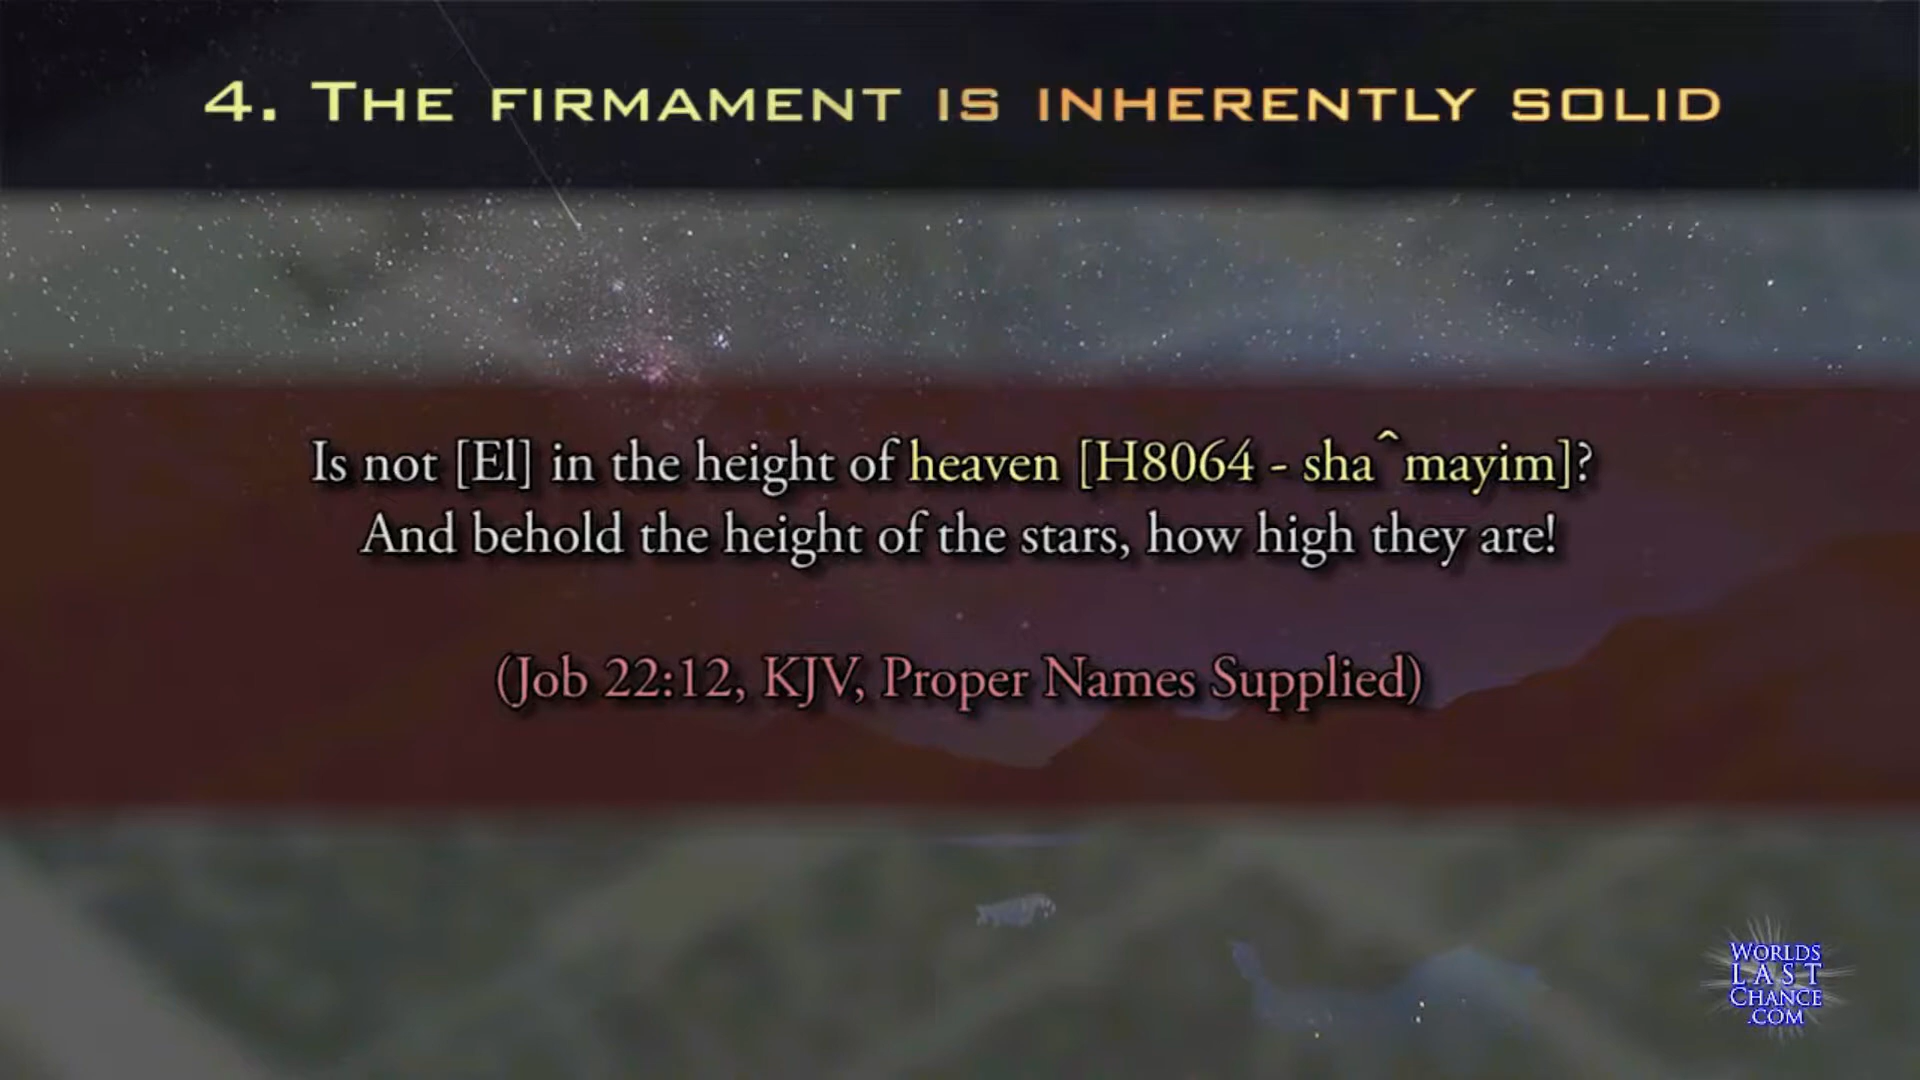 4. THE FIRMAMENT IS INHERENTLY SOLID
Is not [El] in the height of heaven [H8064 - sha^mayim]?
And behold the height of the stars, how high they are!
(Job 22:12, KJV, Proper Names Supplied)
WORLDS
LAST
CHANCE
.COM